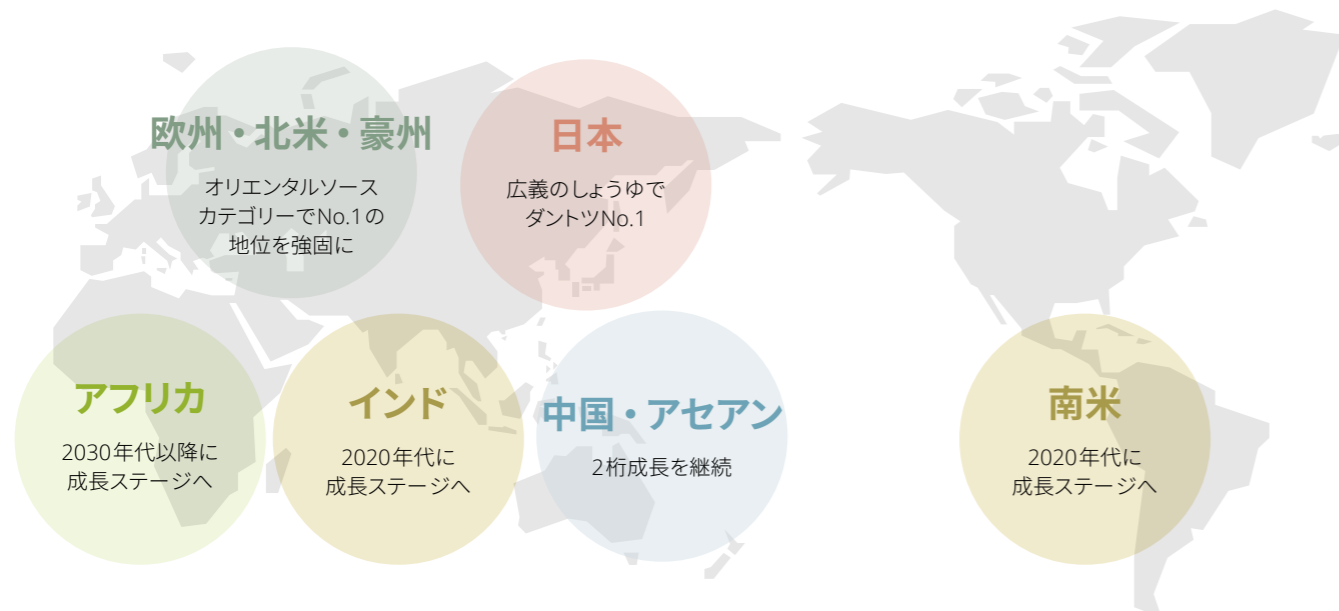 欧州・北米・豪州
オリエンタルソース
カテゴリーでNo.1の
地位を強固に
日本
広義のしょうゆで
ダントツNo.1
アフリカ
2030年代以降に
成長ステージへ
インド
2020年代に
成長ステージへ
中国・アセアン
2桁成長を継続
南米
2020年代に
成長ステージへ